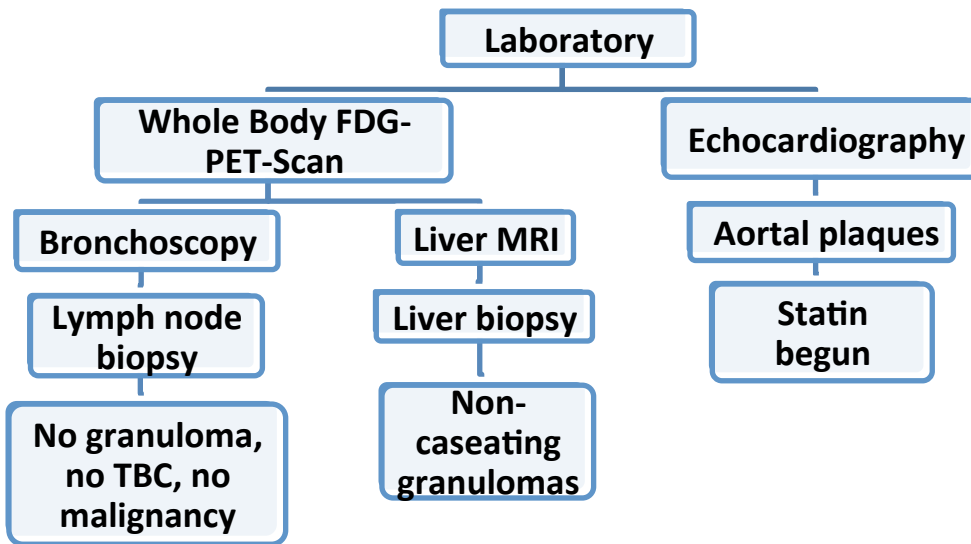 Laboratory
Whole Body FDG-
PET-Scan
Echocardiography
Bronchoscopy
Liver MRI
Aortal plaques
Lymph node
biopsy
Liver biopsy
Statin
begun
No granuloma,
no TBC, no
malignancy
Non-
caseating
granulomas